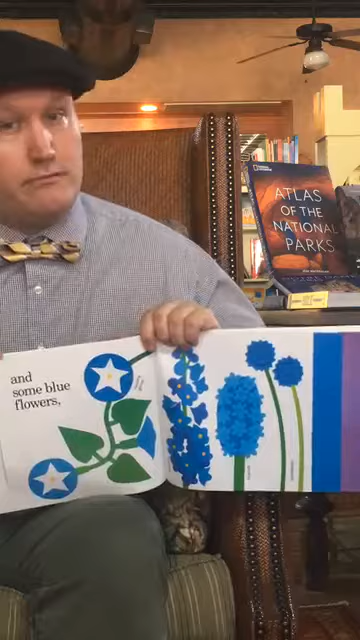 ATLAS
OF THE
NATIONAL
PARKS
and
some blue
flowers,